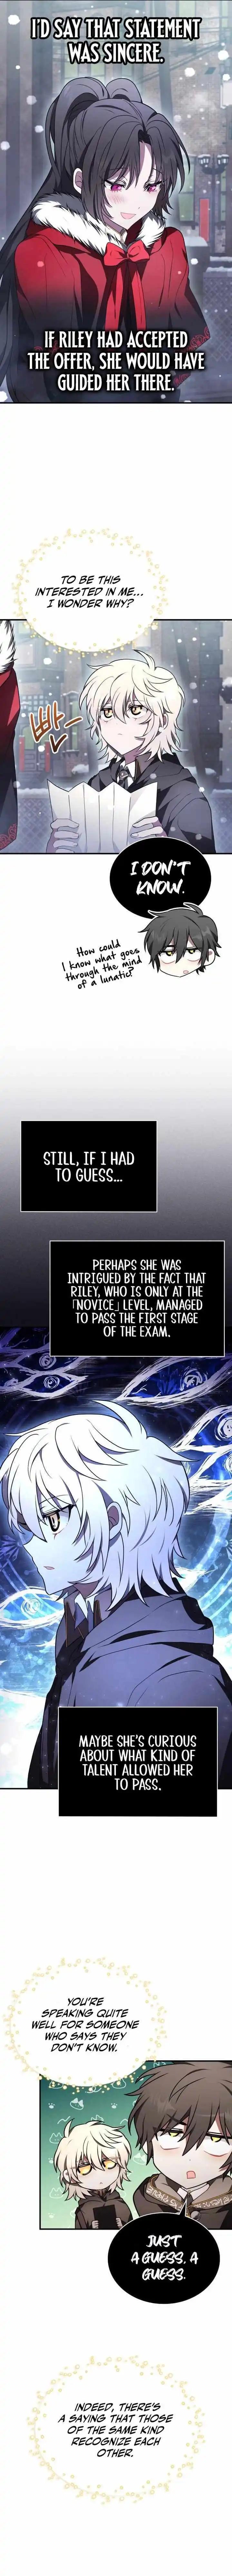 I'D SAY THAT STATEMENT
WAS SINCERE.
IF RILEY HAD ACCEPTED
THE OFFER, SHE WOULD HAVE
GUIDED HER THERE.
TO BE THIS
INTERESTED IN ME...
I WONDER WHY?
I DON'T
KNOW.
How could
I know what goes
through the mind
of a lunatic?
STILL, IF I HAD
TO GUESS...
PERHAPS SHE WAS
INTRIGUED BY THE FACT THAT
RILEY, WHO IS ONLY AT THE
「NOVICE」 LEVEL, MANAGED
TO PASS THE FIRST STAGE
OF THE EXAM.
MAYBE SHE'S CURIOUS
ABOUT WHAT KIND OF
TALENT ALLOWED HER
TO PASS.
YOU'RE
SPEAKING QUITE
WELL FOR SOMEONE
WHO SAYS THEY
DON'T KNOW.
JUST
A GUESS, A
GUESS.
INDEED, THERE'S
A SAYING THAT THOSE
OF THE SAME KIND
RECOGNIZE EACH
OTHER.